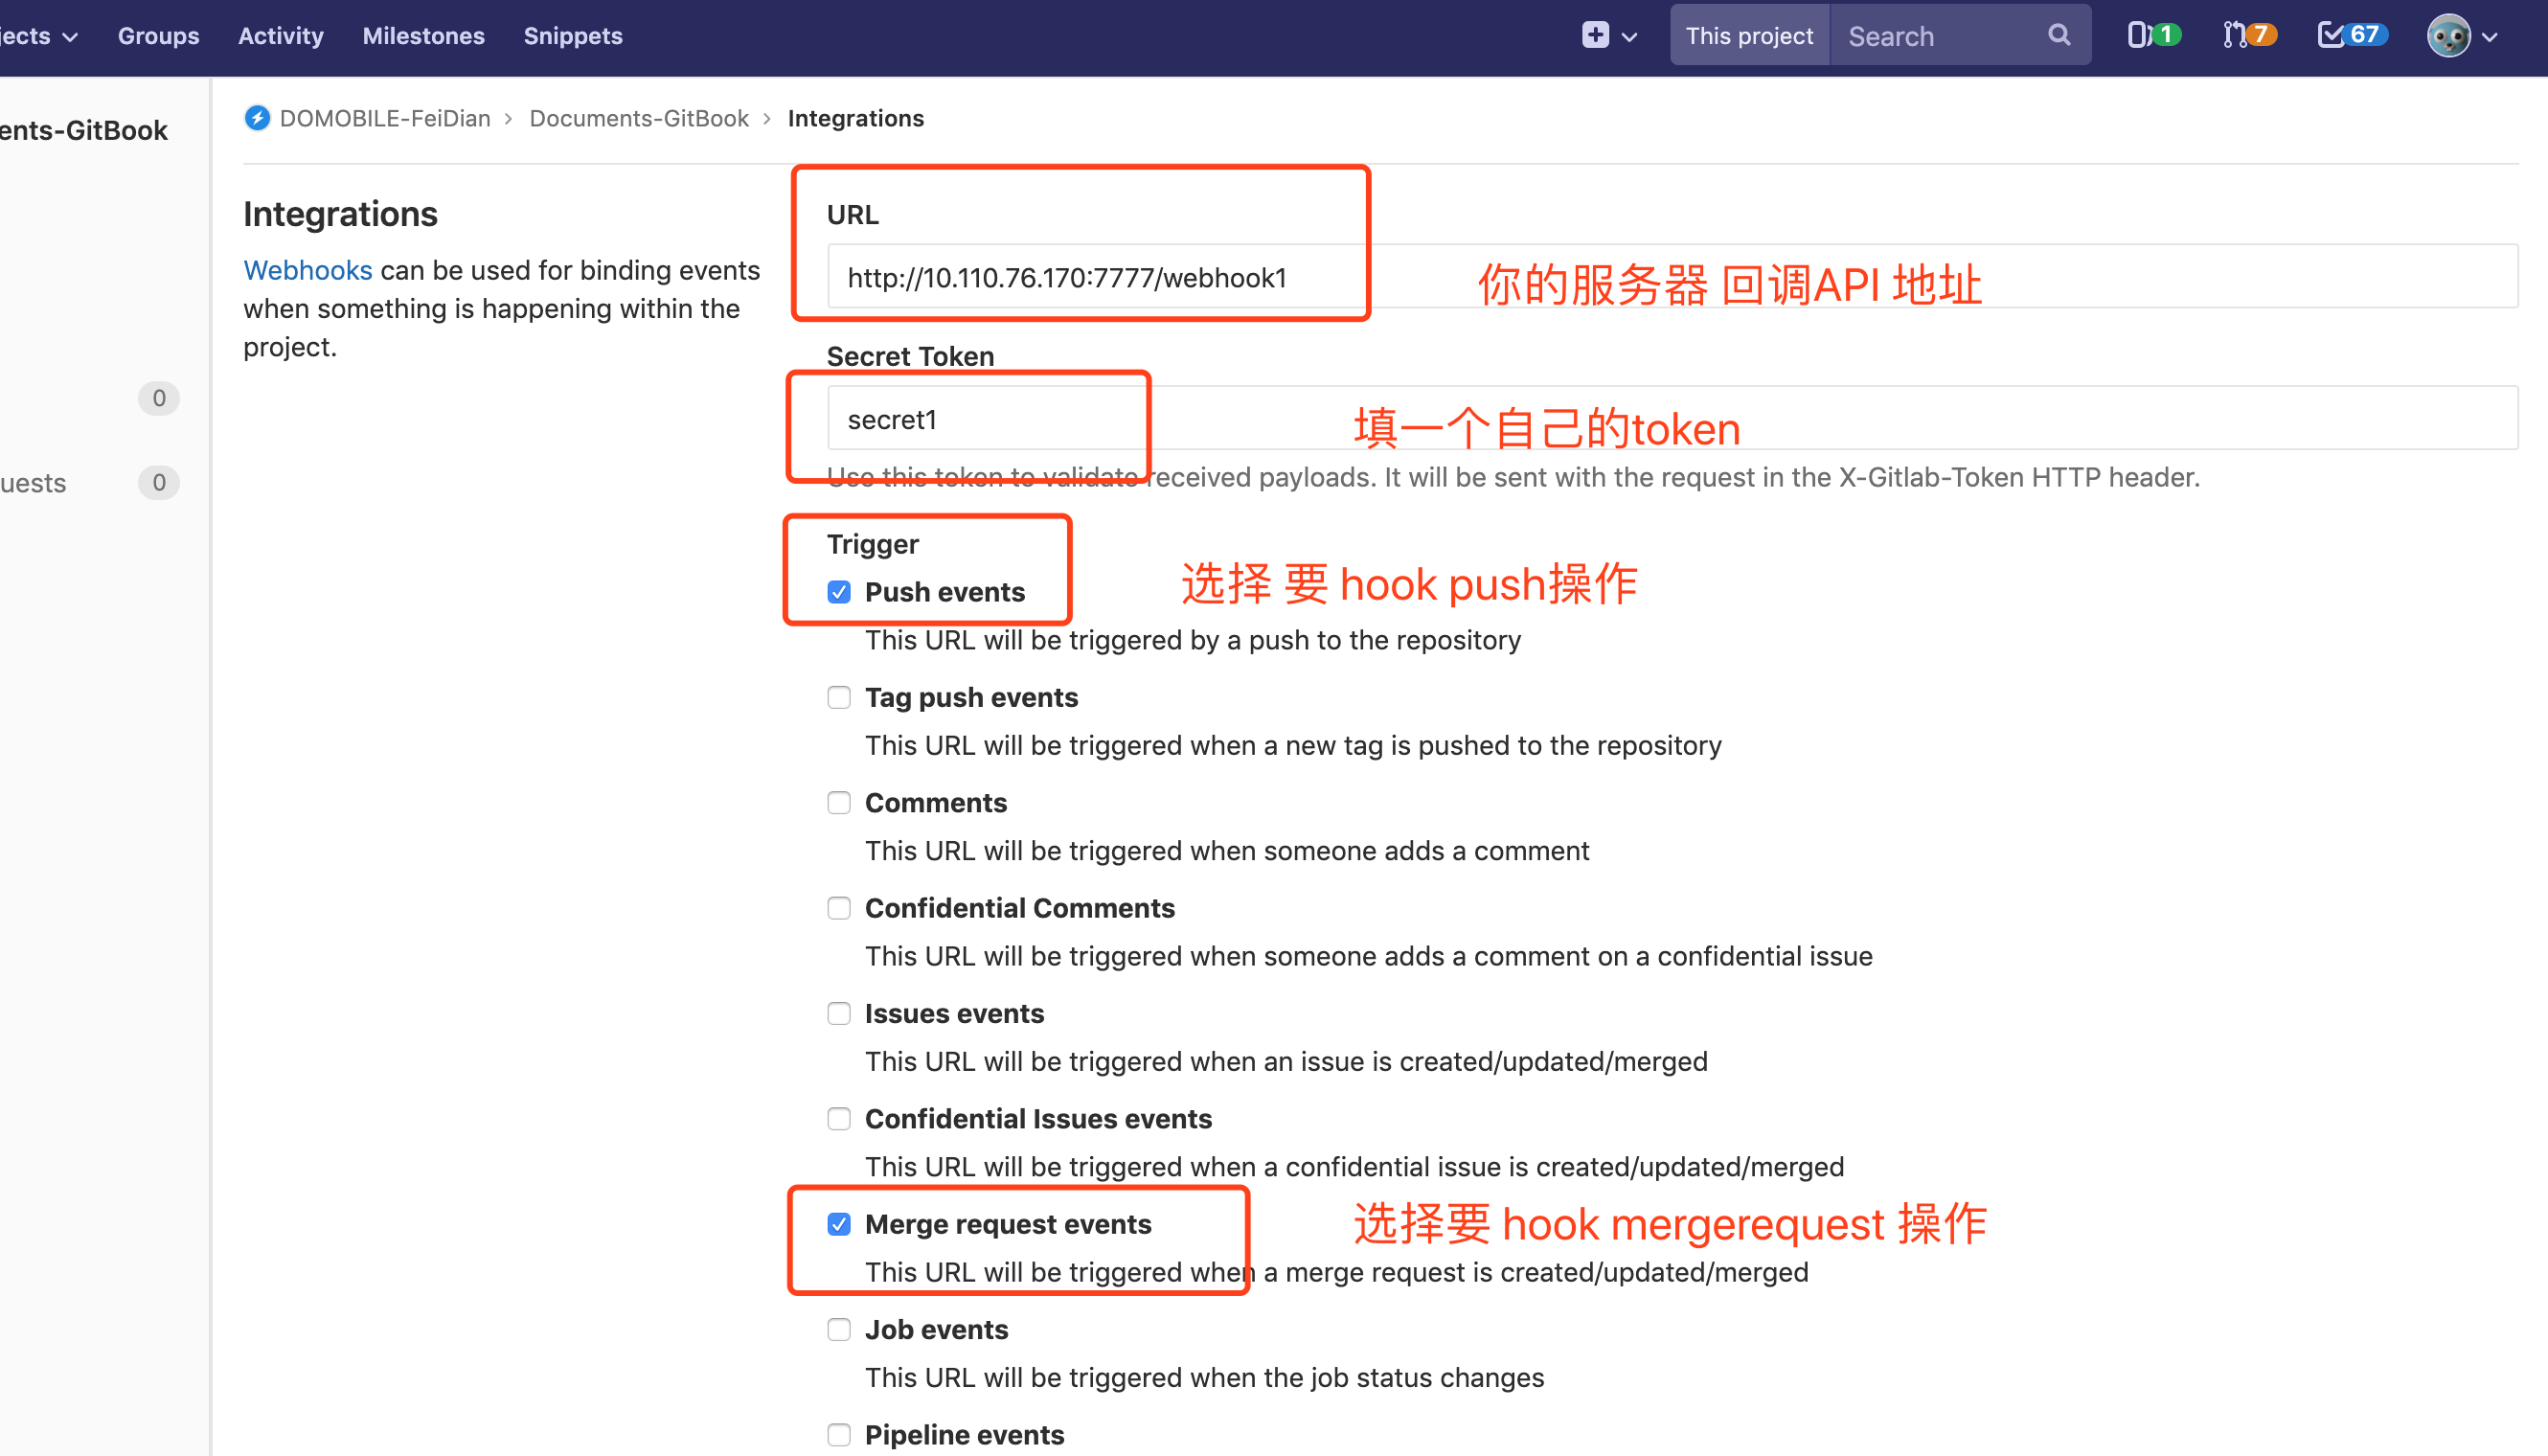 jects Groups Activity Milestones Snippets This project Search 1 7 67
ents-GitBook
DOMOBILE-FeiDian › Documents-GitBook › Integrations
Integrations
Webhooks can be used for binding events
when something is happening within the
project.
0
uests 0
URL
http://10.110.76.170:7777/webhook1
你的服务器 回调API 地址
Secret Token
secret1
填一个自己的token
Use this token to validate received payloads. It will be sent with the request in the X-Gitlab-Token HTTP header.
Trigger
Push events
选择 要 hook push操作
This URL will be triggered by a push to the repository
Tag push events
This URL will be triggered when a new tag is pushed to the repository
Comments
This URL will be triggered when someone adds a comment
Confidential Comments
This URL will be triggered when someone adds a comment on a confidential issue
Issues events
This URL will be triggered when an issue is created/updated/merged
Confidential Issues events
This URL will be triggered when a confidential issue is created/updated/merged
Merge request events
选择要 hook mergerequest 操作
This URL will be triggered when a merge request is created/updated/merged
Job events
This URL will be triggered when the job status changes
Pipeline events